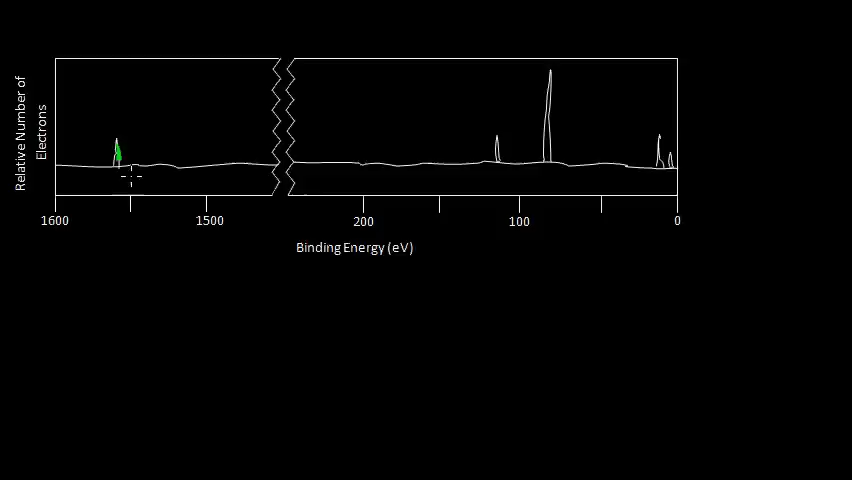 Relative Number of
Electrons
1600 1500 200 100 0
Binding Energy (eV)